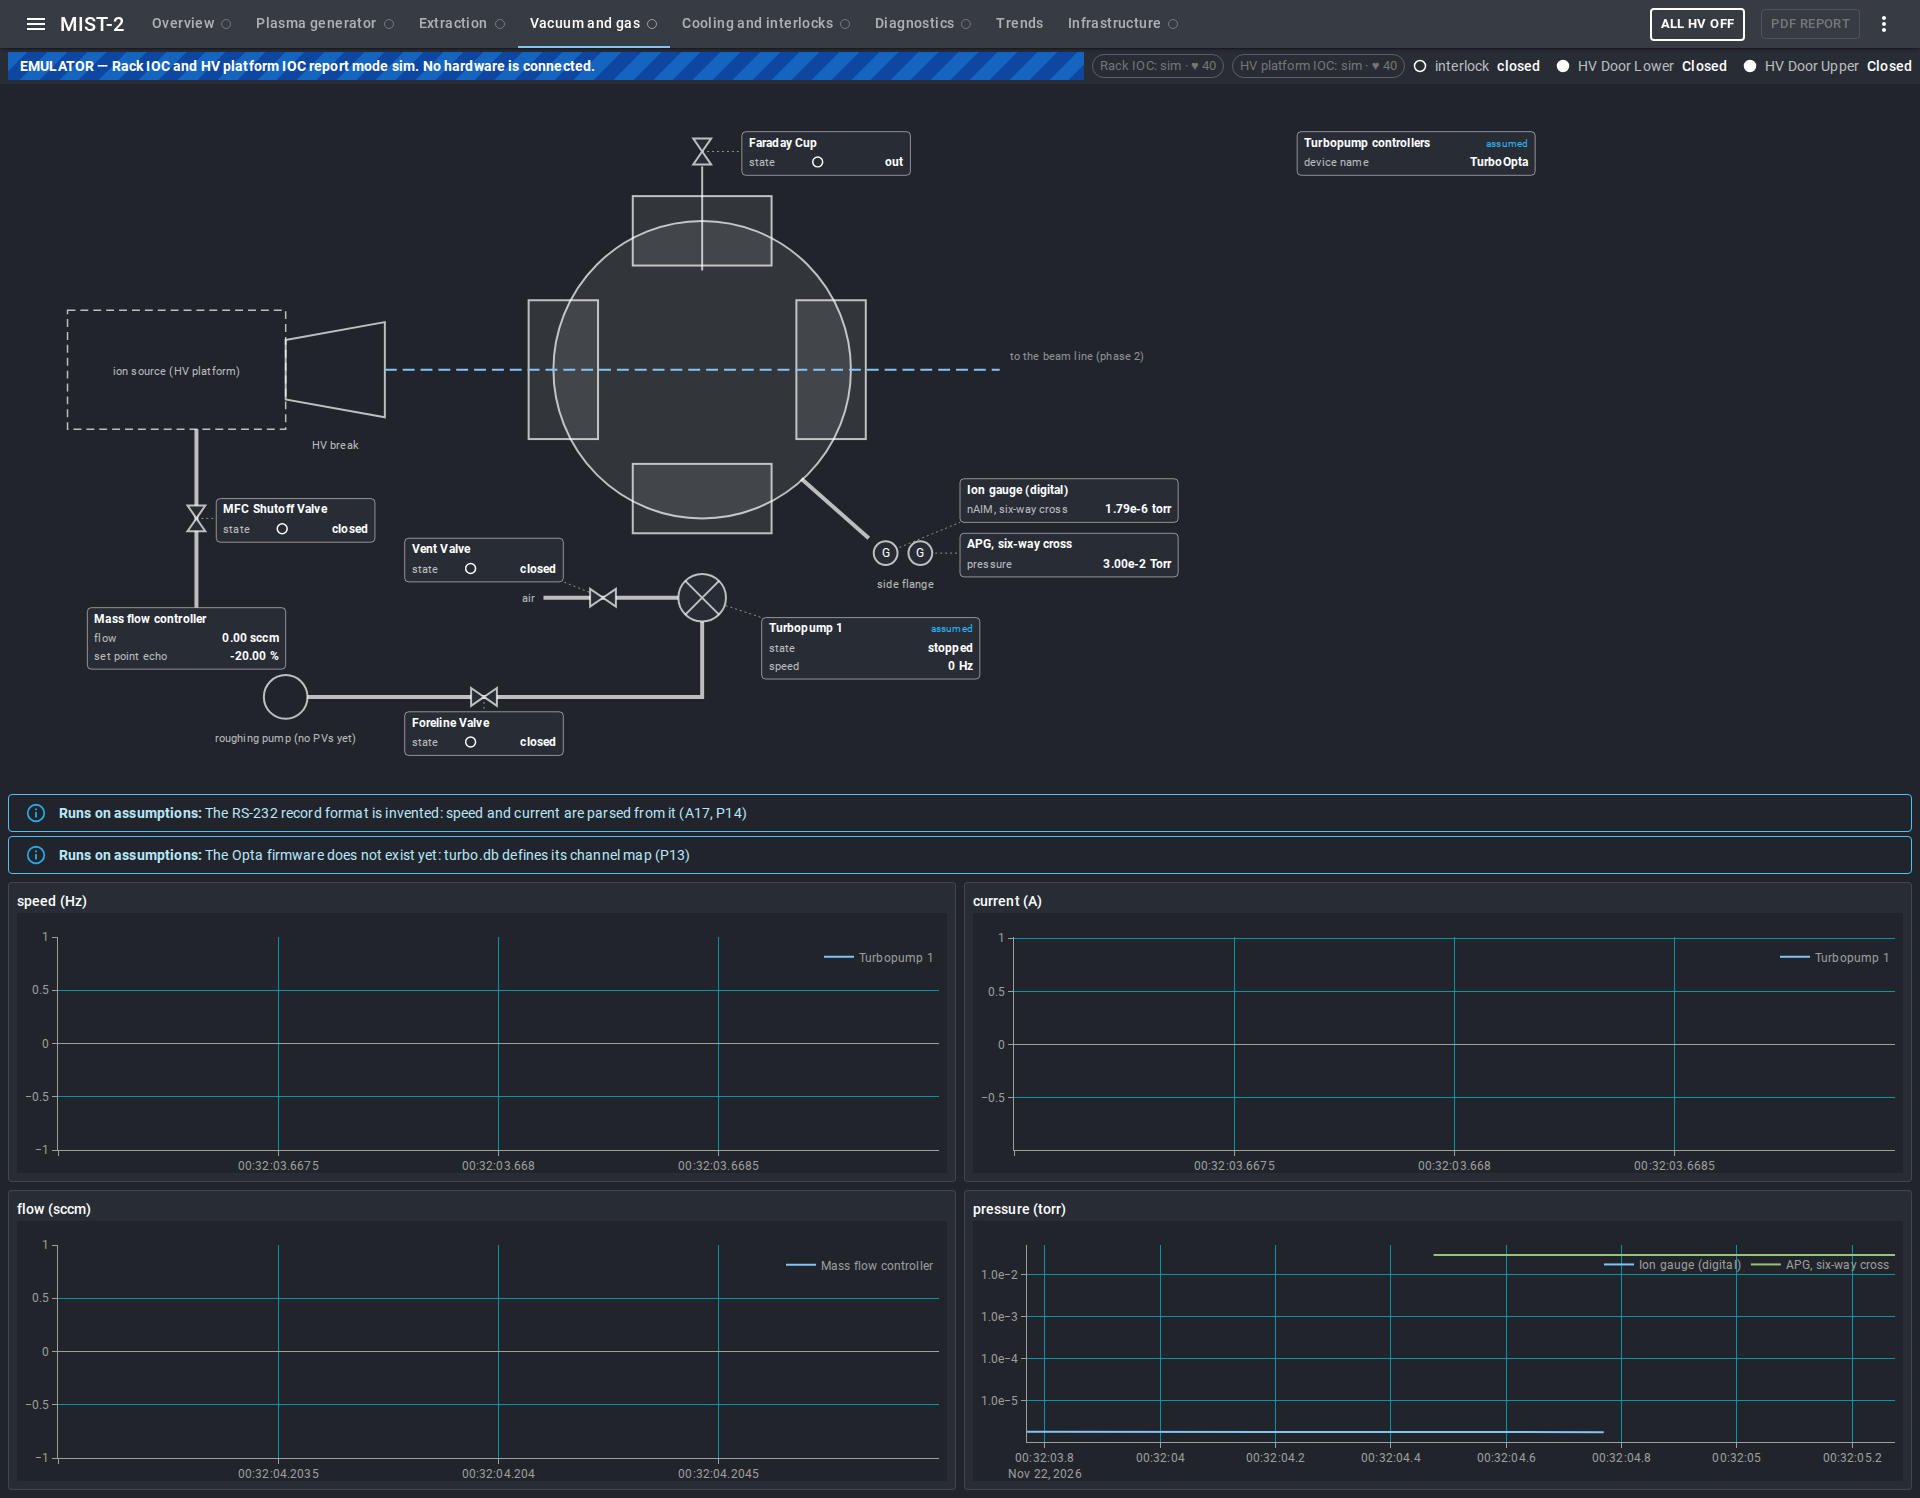 MIST-2
Overview
Plasma generator
Extraction
Vacuum and gas
Cooling and interlocks
Diagnostics
Trends
Infrastructure
ALL HV OFF
PDF REPORT
EMULATOR — Rack IOC and HV platform IOC report mode sim. No hardware is connected.
Rack IOC: sim · ♥ 40
HV platform IOC: sim · ♥ 40
interlock closed
HV Door Lower Closed
HV Door Upper Closed
Faraday Cup
state out
Turbopump controllers assumed
device name TurboOpta
ion source (HV platform)
to the beam line (phase 2)
HV break
MFC Shutoff Valve
state closed
Ion gauge (digital)
nAIM, six-way cross 1.79e-6 torr
APG, six-way cross
pressure 3.00e-2 Torr
G G
side flange
Vent Valve
state closed
air
Mass flow controller
flow 0.00 sccm
set point echo -20.00 %
Turbopump 1 assumed
state stopped
speed 0 Hz
roughing pump (no PVs yet)
Foreline Valve
state closed
Runs on assumptions: The RS-232 record format is invented: speed and current are parsed from it (A17, P14)
Runs on assumptions: The Opta firmware does not exist yet: turbo.db defines its channel map (P13)
speed (Hz)
Turbopump 1
1
0.5
0
−0.5
−1
00:32:03.6675 00:32:03.668 00:32:03.6685
current (A)
Turbopump 1
1
0.5
0
−0.5
00:32:03.6675 00:32:03.668 00:32:03.6685
flow (sccm)
Mass flow controller
1
0.5
0
−0.5
−1
00:32:04.2035 00:32:04.204 00:32:04.2045
pressure (torr)
Ion gauge (digital) APG, six-way cross
1.0e−2
1.0e−3
1.0e−4
1.0e−5
00:32:03.8 00:32:04 00:32:04.2 00:32:04.4 00:32:04.6 00:32:04.8 00:32:05 00:32:05.2
Nov 22, 2026